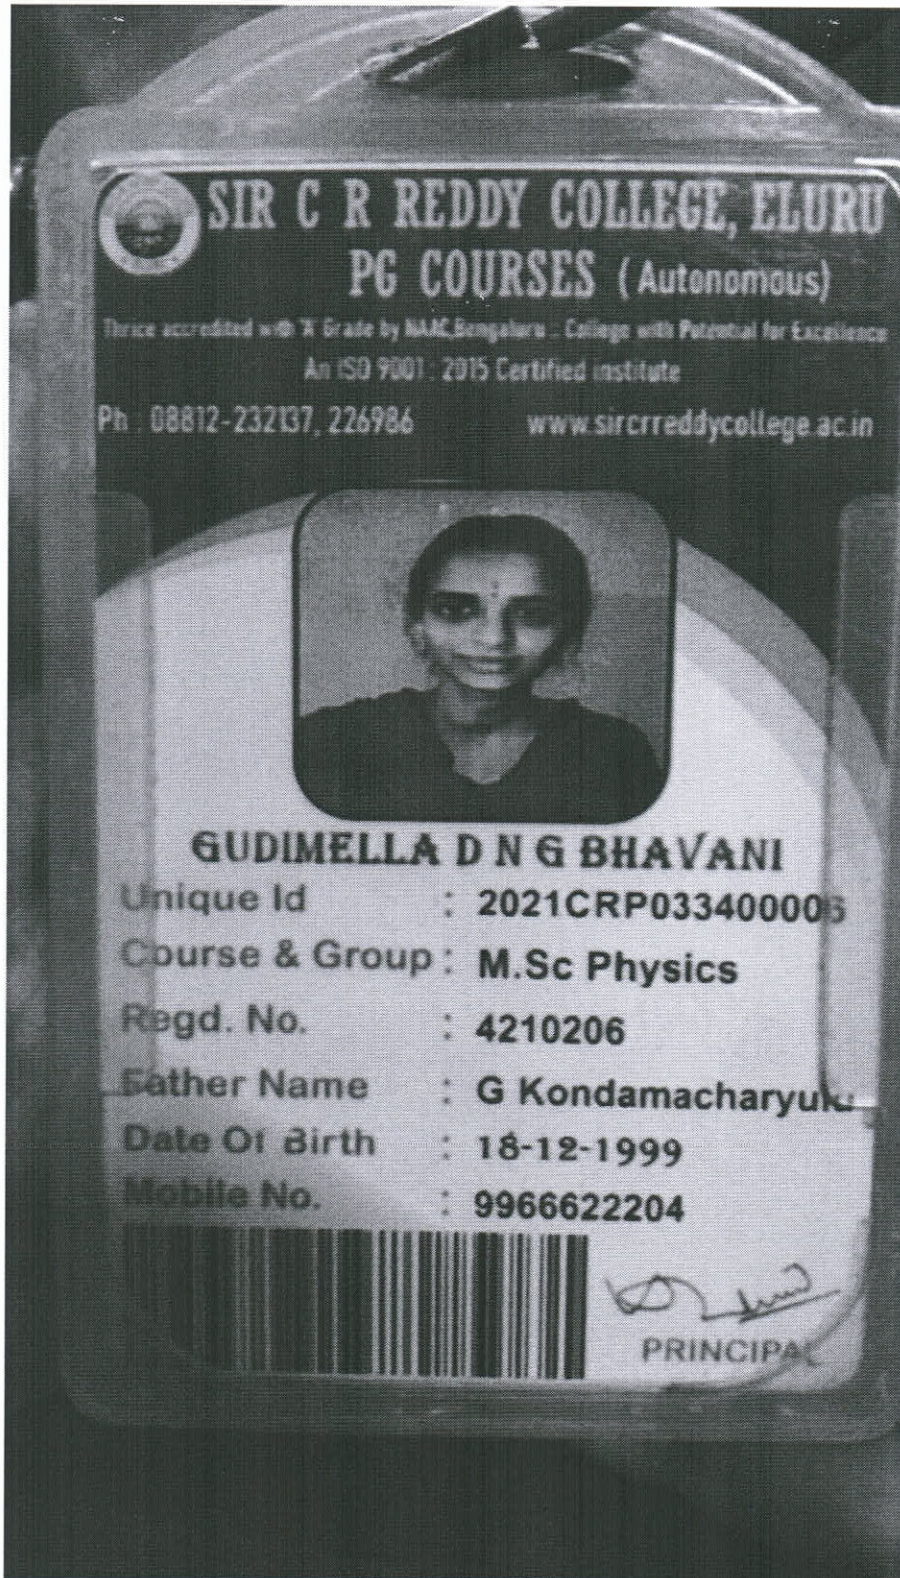 SIR C R REDDY COLLEGE, ELURU
PG COURSES (Autonomous)
Thrice accredited with 'A' Grade by NAAC, Bengaluru - College with Potential for Excellence
An ISO 9001 : 2015 Certified institute
Ph : 08812-232137, 226986 www.sircrreddycollege.ac.in
GUDIMELLA D N G BHAVANI
Unique Id : 2021CRP033400006
Course & Group : M.Sc Physics
Regd. No. : 4210206
Father Name : G Kondamacharyulu
Date Of Birth : 18-12-1999
Mobile No. : 9966622204
PRINCIPAL